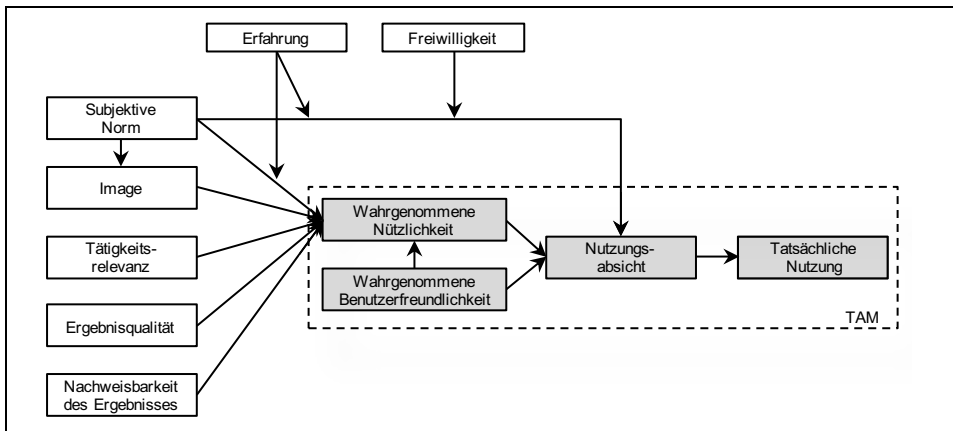 Erfahrung
Freiwilligkeit
Subjektive
Norm
Image
Tätigkeits-
relevanz
Ergebnisqualität
Nachweisbarkeit
des Ergebnisses
Wahrgenommene
Nützlichkeit
Wahrgenommene
Benutzerfreundlichkeit
Nutzungs-
absicht
Tatsächliche
Nutzung
TAM